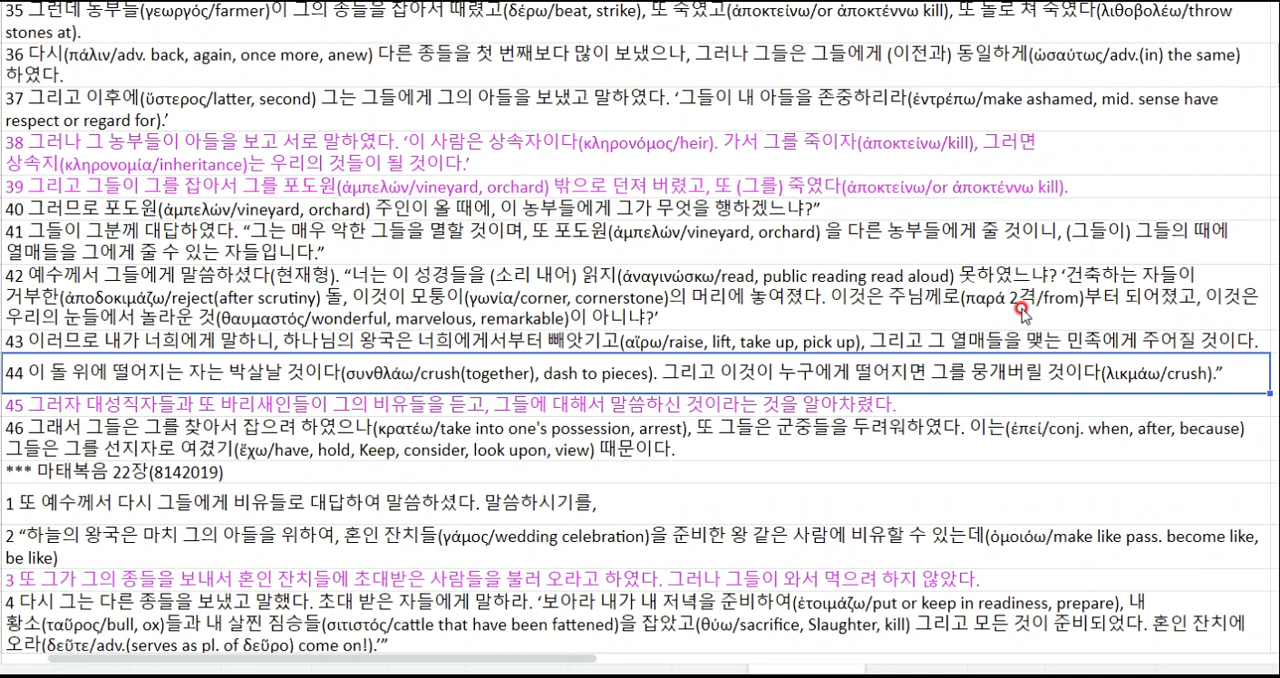 35 그런데 농부들(γεωργός/farmer)이 그의 종들을 잡아서 때렸고(δέρω/beat, strike), 또 죽였고(ἀποκτείνω/or ἀποκτέννω kill), 또 돌로 쳐 죽였다(λιθοβολέω/throw
stones at).
36 다시(πάλιν/adv. back, again, once more, anew) 다른 종들을 첫 번째보다 많이 보냈으나, 그러나 그들은 그들에게 (이전과) 동일하게(ὡσαύτως/adv.(in) the same)
하였다.
37 그리고 이후에(ὕστερος/latter, second) 그는 그들에게 그의 아들을 보냈고 말하였다. ‘그들이 내 아들을 존중하리라(ἐντρέπω/make ashamed, mid. sense have
respect or regard for).’
38 그러나 그 농부들이 아들을 보고 서로 말하였다. ‘이 사람은 상속자이다(κληρονόμος/heir). 가서 그를 죽이자(ἀποκτείνω/kill), 그러면
상속지(κληρονομία/inheritance)는 우리의 것들이 될 것이다.’
39 그리고 그들이 그를 잡아서 그를 포도원(ἀμπελών/vineyard, orchard) 밖으로 던져 버렸고, 또 (그를) 죽였다(ἀποκτείνω/or ἀποκτέννω kill).
40 그러므로 포도원(ἀμπελών/vineyard, orchard) 주인이 올 때에, 이 농부들에게 그가 무엇을 행하겠느냐?”
41 그들이 그분께 대답하였다. “그는 매우 악한 그들을 멸할 것이며, 또 포도원(ἀμπελών/vineyard, orchard) 을 다른 농부들에게 줄 것이니, (그들이) 그들의 때에
열매들을 그에게 줄 수 있는 자들입니다.”
42 예수께서 그들에게 말씀하셨다(현재형). “너는 이 성경들을 (소리 내어) 읽지(ἀναγινώσκω/read, public reading read aloud) 못하였느냐? ‘건축하는 자들이
거부한(ἀποδοκιμάζω/reject(after scrutiny) 돌, 이것이 모퉁이(γωνία/corner, cornerstone)의 머리에 놓여졌다. 이것은 주님께로(παρά 2격/from)부터 되어졌고, 이것은
우리의 눈들에서 놀라운 것(θαυμαστός/wonderful, marvelous, remarkable)이 아니냐?’
43 이러므로 내가 너희에게 말하니, 하나님의 왕국은 너희에게서부터 빼앗기고(αἴρω/raise, lift, take up, pick up), 그리고 그 열매들을 맺는 민족에게 주어질 것이다.
44 이 돌 위에 떨어지는 자는 박살날 것이다(συνθλάω/crush(together), dash to pieces). 그리고 이것이 누구에게 떨어지면 그를 뭉개버릴 것이다(λικμάω/crush).”
45 그러자 대성직자들과 또 바리새인들이 그의 비유들을 듣고, 그들에 대해서 말씀하신 것이라는 것을 알아차렸다.
46 그래서 그들은 그를 찾아서 잡으려 하였으나(κρατέω/take into one's possession, arrest), 또 그들은 군중들을 두려워하였다. 이는(ἐπεί/conj. when, after, because)
그들은 그를 선지자로 여겼기(ἔχω/have, hold, Keep, consider, look upon, view) 때문이다.
*** 마태복음 22장(8142019)
1 또 예수께서 다시 그들에게 비유들로 대답하여 말씀하셨다. 말씀하시기를,
2 “하늘의 왕국은 마치 그의 아들을 위하여, 혼인 잔치들(γάμος/wedding celebration)을 준비한 왕 같은 사람에 비유할 수 있는데(ὁμοιόω/make like pass. become like,
be like)
3 또 그가 그의 종들을 보내서 혼인 잔치들에 초대받은 사람들을 불러 오라고 하였다. 그러나 그들이 와서 먹으려 하지 않았다.
4 다시 그는 다른 종들을 보냈고 말했다. 초대 받은 자들에게 말하라. ‘보아라 내가 내 저녁을 준비하여(ἑτοιμάζω/put or keep in readiness, prepare), 내
황소(ταῦρος/bull, ox)들과 내 살찐 짐승들(σιτιστός/cattle that have been fattened)을 잡았고(θύω/sacrifice, Slaughter, kill) 그리고 모든 것이 준비되었다. 혼인 잔치에
오라(δεῦτε/adv.(serves as pl. of δεῦρο) come on!).’”